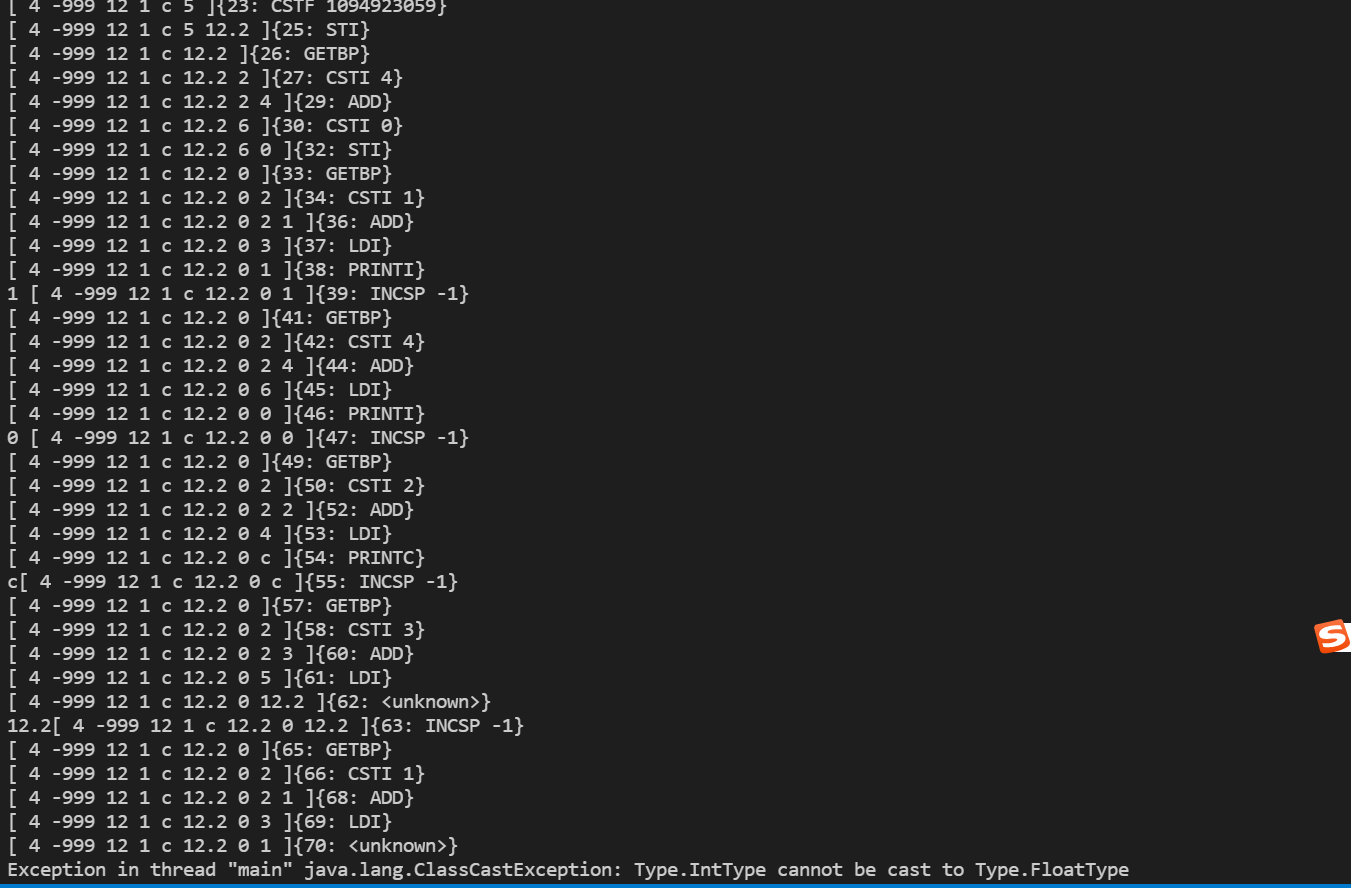 [ 4 -999 12 1 c 5 ]{23: CSTF 1094923059}
[ 4 -999 12 1 c 5 12.2 ]{25: STI}
[ 4 -999 12 1 c 12.2 ]{26: GETBP}
[ 4 -999 12 1 c 12.2 2 ]{27: CSTI 4}
[ 4 -999 12 1 c 12.2 2 4 ]{29: ADD}
[ 4 -999 12 1 c 12.2 6 ]{30: CSTI 0}
[ 4 -999 12 1 c 12.2 6 0 ]{32: STI}
[ 4 -999 12 1 c 12.2 0 ]{33: GETBP}
[ 4 -999 12 1 c 12.2 0 2 ]{34: CSTI 1}
[ 4 -999 12 1 c 12.2 0 2 1 ]{36: ADD}
[ 4 -999 12 1 c 12.2 0 3 ]{37: LDI}
[ 4 -999 12 1 c 12.2 0 1 ]{38: PRINTI}
1 [ 4 -999 12 1 c 12.2 0 1 ]{39: INCSP -1}
[ 4 -999 12 1 c 12.2 0 ]{41: GETBP}
[ 4 -999 12 1 c 12.2 0 2 ]{42: CSTI 4}
[ 4 -999 12 1 c 12.2 0 2 4 ]{44: ADD}
[ 4 -999 12 1 c 12.2 0 6 ]{45: LDI}
[ 4 -999 12 1 c 12.2 0 0 ]{46: PRINTI}
0 [ 4 -999 12 1 c 12.2 0 0 ]{47: INCSP -1}
[ 4 -999 12 1 c 12.2 0 ]{49: GETBP}
[ 4 -999 12 1 c 12.2 0 2 ]{50: CSTI 2}
[ 4 -999 12 1 c 12.2 0 2 2 ]{52: ADD}
[ 4 -999 12 1 c 12.2 0 4 ]{53: LDI}
[ 4 -999 12 1 c 12.2 0 c ]{54: PRINTC}
c[ 4 -999 12 1 c 12.2 0 c ]{55: INCSP -1}
[ 4 -999 12 1 c 12.2 0 ]{57: GETBP}
[ 4 -999 12 1 c 12.2 0 2 ]{58: CSTI 3}
[ 4 -999 12 1 c 12.2 0 2 3 ]{60: ADD}
[ 4 -999 12 1 c 12.2 0 5 ]{61: LDI}
[ 4 -999 12 1 c 12.2 0 12.2 ]{62: <unknown>}
12.2[ 4 -999 12 1 c 12.2 0 12.2 ]{63: INCSP -1}
[ 4 -999 12 1 c 12.2 0 ]{65: GETBP}
[ 4 -999 12 1 c 12.2 0 2 ]{66: CSTI 1}
[ 4 -999 12 1 c 12.2 0 2 1 ]{68: ADD}
[ 4 -999 12 1 c 12.2 0 3 ]{69: LDI}
[ 4 -999 12 1 c 12.2 0 1 ]{70: <unknown>}
Exception in thread "main" java.lang.ClassCastException: Type.IntType cannot be cast to Type.FloatType